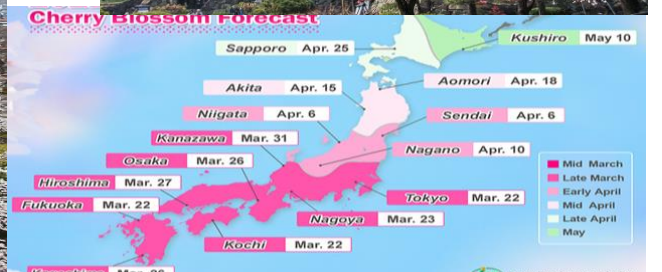 Cherry Blossom Forecast
Sapporo Apr. 25
Kushiro May 10
Akita Apr. 15
Aomori Apr. 18
Niigata Apr. 6
Sendai Apr. 6
Kanazawa Mar. 31
Nagano Apr. 10
Osaka Mar. 26
Hiroshima Mar. 27
Fukuoka Mar. 22
Tokyo Mar. 22
Nagoya Mar. 23
Kochi Mar. 22
Mid March
Late March
Early April
Mid April
Late April
May